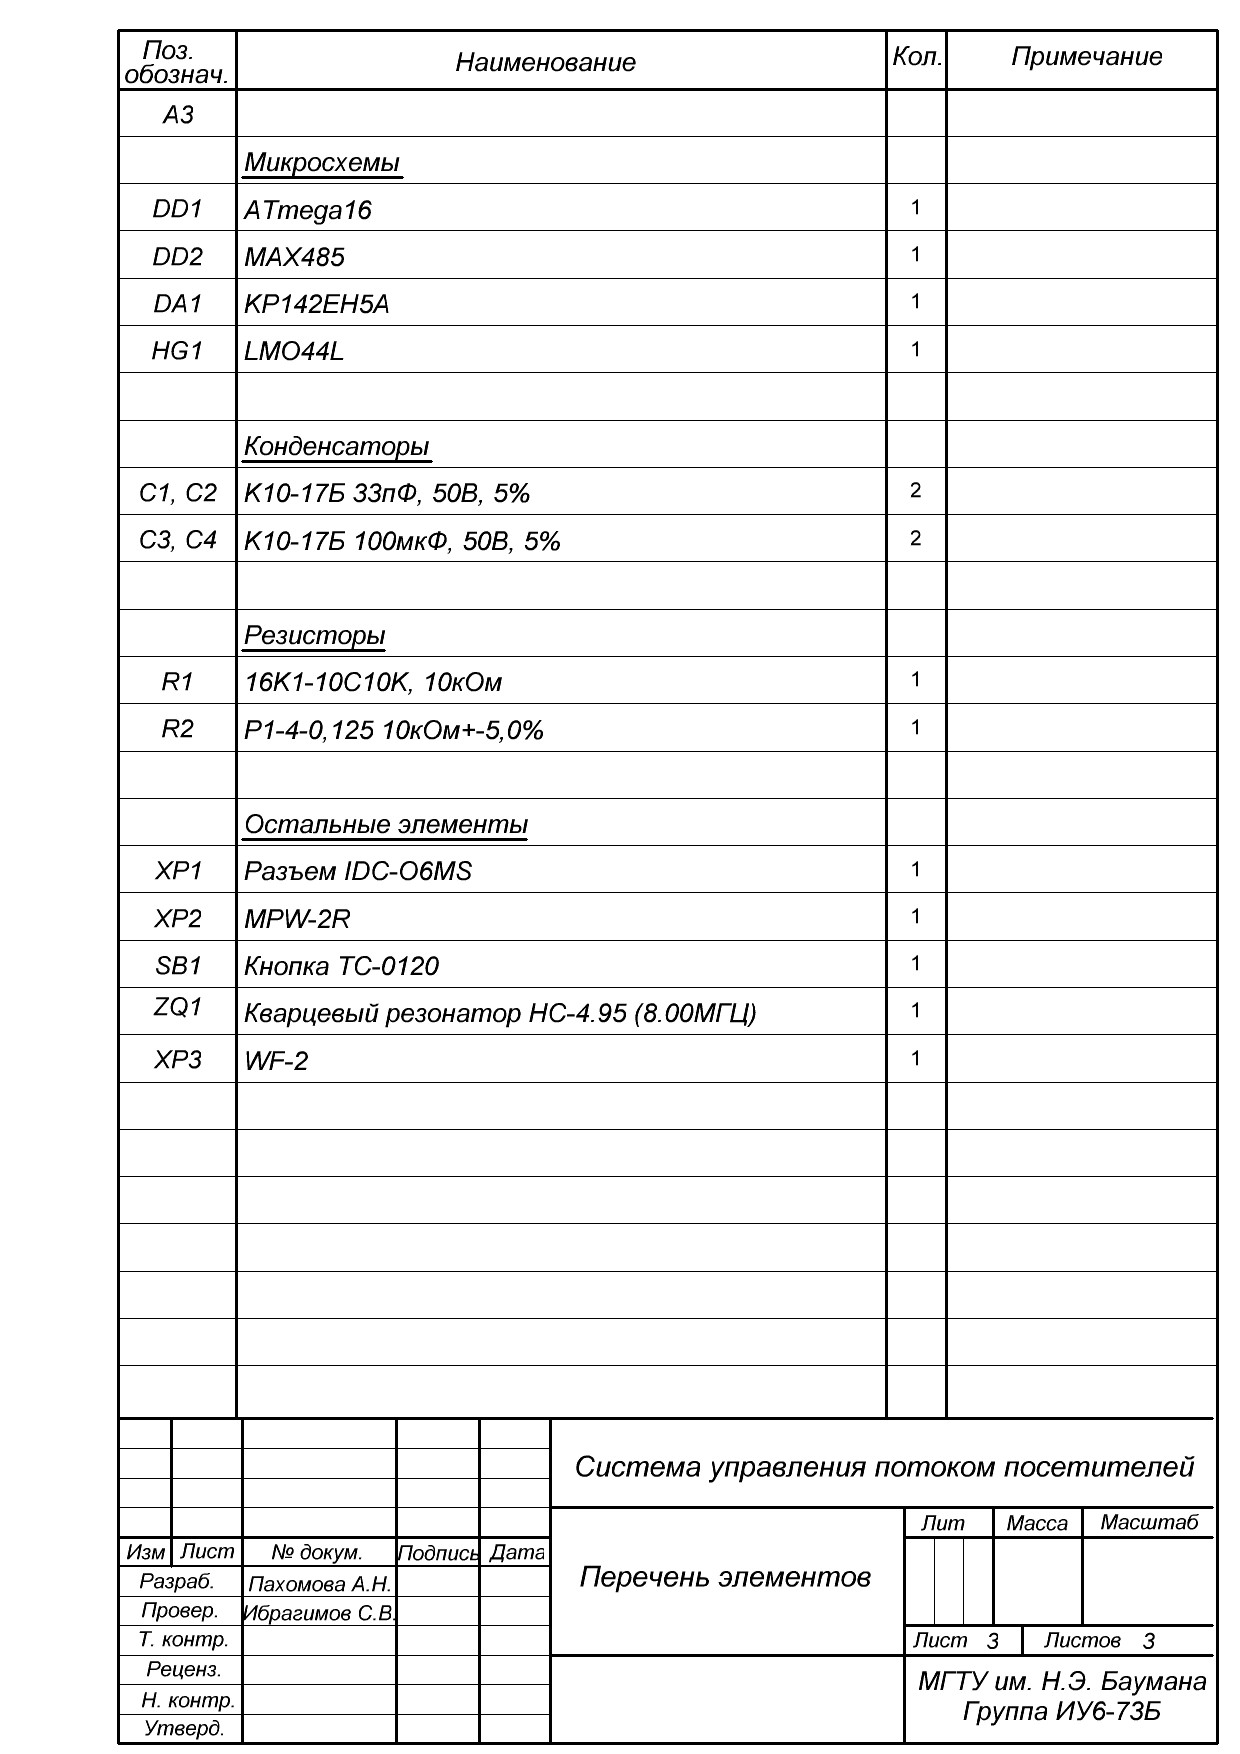 Поз. обознач. Наименование Кол. Примечание
А3
Микросхемы
DD1 ATmega16 1
DD2 MAX485 1
DA1 КР142ЕН5А 1
HG1 LMO44L 1
Конденсаторы
C1, C2 К10-17Б 33пФ, 50В, 5% 2
C3, C4 К10-17Б 100мкФ, 50В, 5% 2
Резисторы
R1 16K1-10C10K, 10кОм 1
R2 Р1-4-0,125 10кОм+-5,0% 1
Остальные элементы
XP1 Разъем IDC-O6MS 1
XP2 MPW-2R 1
SB1 Кнопка TC-0120 1
ZQ1 Кварцевый резонатор HC-4.95 (8.00МГЦ) 1
XP3 WF-2 1
Система управления потоком посетителей
Лит Масса Масштаб
Изм Лист № докум. Подпись Дата
Перечень элементов
Разраб. Пахомова А.Н.
Провер. Ибрагимов С.В.
Т. контр.
Лист 3 Листов 3
Реценз.
Н. контр.
Утверд.
МГТУ им. Н.Э. Баумана
Группа ИУ6-73Б